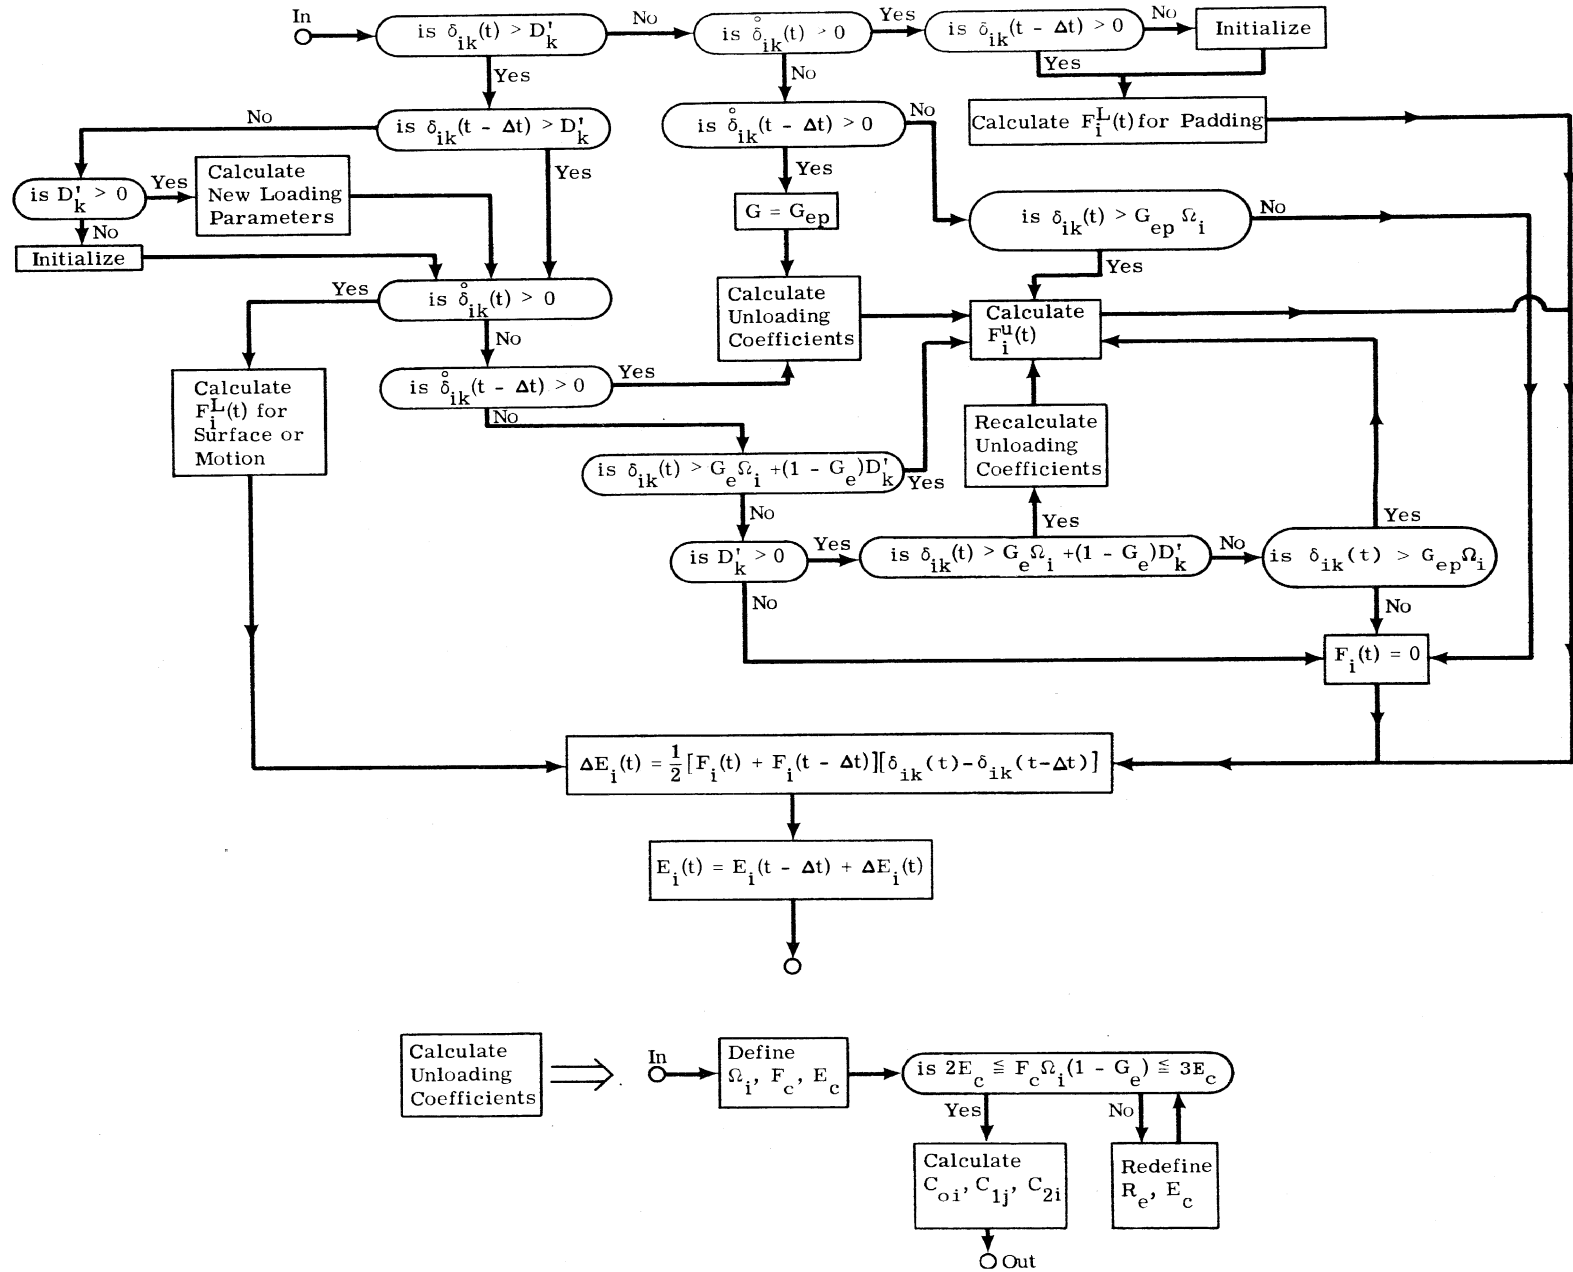 In
is δik(t) > D'k
No
is δ̊ik(t) > 0
Yes
is δik(t - Δt) > 0
No
Initialize
Yes
Yes
No
Calculate FiL(t) for Padding
No
is δik(t - Δt) > D'k
is δ̊ik(t - Δt) > 0
No
Yes
Yes
is D'k > 0
Yes
Calculate
New Loading
Parameters
G = Gep
is δik(t) > Gep Ωi
No
No
Initialize
Yes
Yes
is δ̊ik(t) > 0
Calculate
Unloading
Coefficients
Calculate
Fiu(t)
No
is δ̊ik(t - Δt) > 0
Yes
No
Calculate
FiL(t) for
Surface or
Motion
Recalculate
Unloading
Coefficients
is δik(t) > GeΩi +(1 - Ge)D'k
Yes
No
Yes
Yes
is D'k > 0
Yes
is δik(t) > GeΩi +(1 - Ge)D'k
No
is δik(t) > GepΩi
No
No
Fi(t) = 0
ΔEi(t) = 1/2 [Fi(t) + Fi(t - Δt)][δik(t)-δik(t-Δt)]
Ei(t) = Ei(t - Δt) + ΔEi(t)
Calculate
Unloading
Coefficients
In
Define
Ωi, Fc, Ec
is 2Ec ≦ FcΩi(1 - Ge) ≦ 3Ec
Yes
No
Calculate
Coi, C1j, C2i
Redefine
Re, Ec
Out